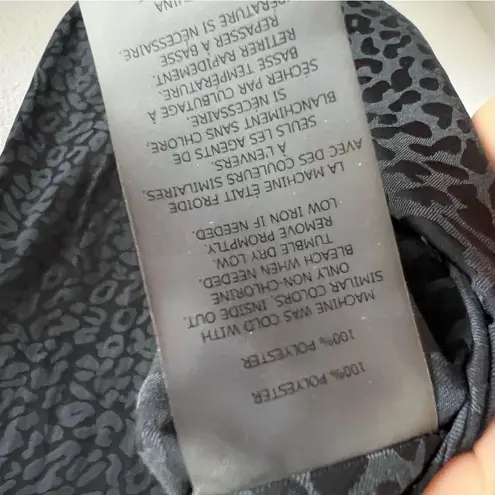 100% POLYESTER
100% POLYESTER
MACHINE WAS COLD WITH
SIMILAR COLORS, INSIDE OUT.
ONLY NON-CHLORINE
BLEACH WHEN NEEDED.
TUMBLE DRY LOW.
REMOVE PROMPTLY.
LOW IRON IF NEEDED.
LA MACHINE ÉTAIT FROIDE
AVEC DES COULEURS SIMILAIRES,
À L'ENVERS.
SEULS LES AGENTS DE
BLANCHIMENT SANS CHLORE,
SI NÉCESSAIRE.
SÉCHER PAR CULBUTAGE À
BASSE TEMPÉRATURE.
RETIRER RAPIDEMENT.
REPASSER À BASSE
TEMPÉRATURE SI NÉCESSAIRE.